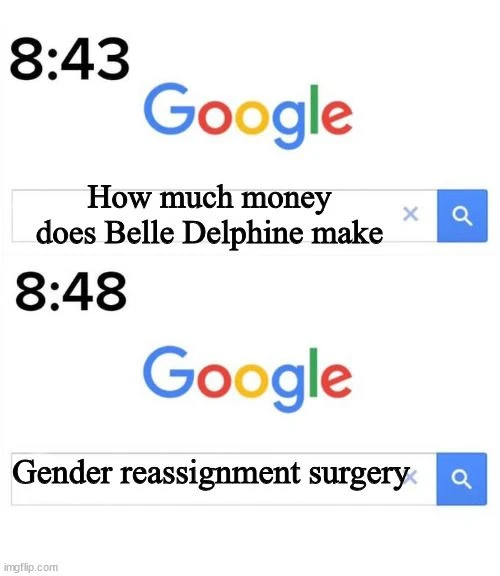 8:43
Google
How much money
does Belle Delphine make
8:48
Google
Gender reassignment surgery
imgflip.com